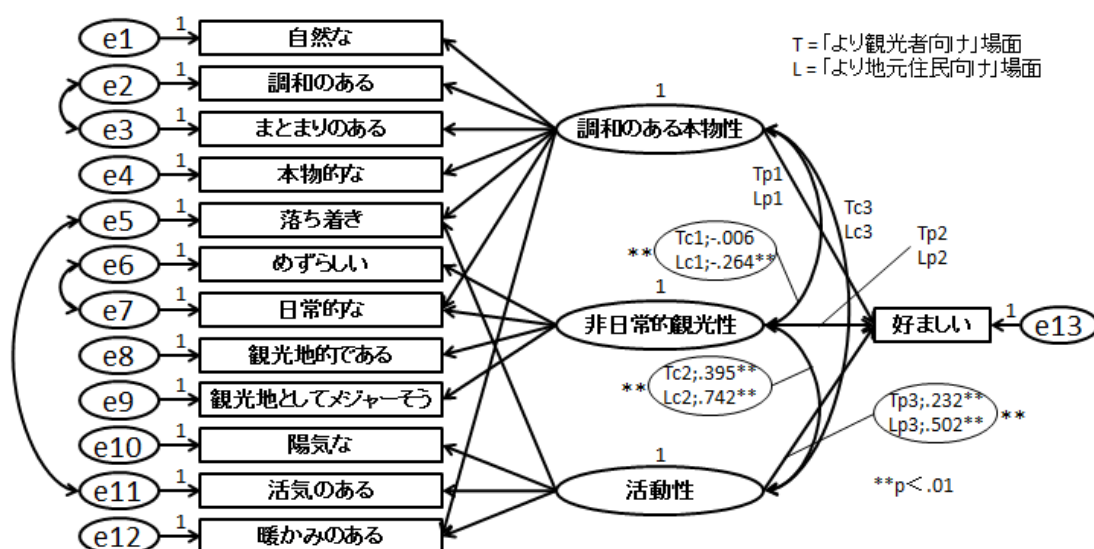 e1
1
自然な
e2
1
調和のある
e3
1
まとまりのある
e4
1
本物的な
e5
1
落ち着き
e6
1
めずらしい
e7
1
日常的な
e8
1
観光地的である
e9
1
観光地としてメジャーそう
e10
1
陽気な
e11
1
活気のある
e12
1
暖かみのある
1
調和のある本物性
1
非日常的観光性
1
活動性
T =「より観光者向け」場面
L =「より地元住民向け」場面
Tp1
Lp1
Tc3
Lc3
Tp2
Lp2
**
Tc1;-.006
Lc1;-.264**
好ましい
1
e13
**
Tc2;.395**
Lc2;.742**
Tp3;.232**
Lp3;.502**
**
**p< .01